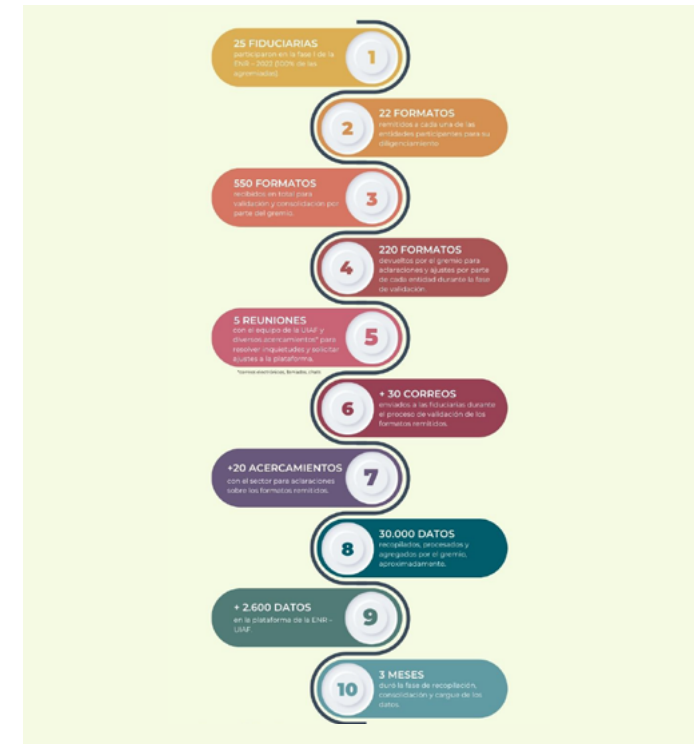 25 FIDUCIARIAS
participaron en la fase I de la
ENR – 2022 (100% de las
agremiadas).
1
22 FORMATOS
remitidos a cada una de las
entidades participantes para su
diligenciamiento.
2
550 FORMATOS
recibidos en total para
validación y consolidación por
parte del gremio.
3
220 FORMATOS
devueltos por el gremio para
aclaraciones y ajustes por parte
de cada entidad durante la fase
de validación.
4
5 REUNIONES
con el equipo de la UIAF y
diversos acercamientos* para
resolver inquietudes y solicitar
ajustes a la plataforma.
*correos electrónicos, llamadas, chats
5
+ 30 CORREOS
enviados a las fiduciarias durante
el proceso de validación de los
formatos remitidos.
6
+20 ACERCAMIENTOS
con el sector para aclaraciones
sobre los formatos remitidos.
7
30.000 DATOS
recopilados, procesados y
agregados por el gremio,
aproximadamente.
8
+ 2.600 DATOS
en la plataforma de la ENR –
UIAF.
9
3 MESES
duró la fase de recopilación,
consolidación y cargue de los
datos.
10